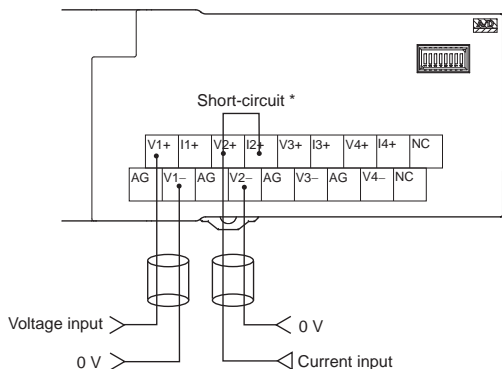 A/D
Short-circuit *
V1+ I1+ V2+ I2+ V3+ I3+ V4+ I4+ NC
AG V1– AG V2– AG V3– AG V4– NC
Voltage input
0 V
0 V
Current input